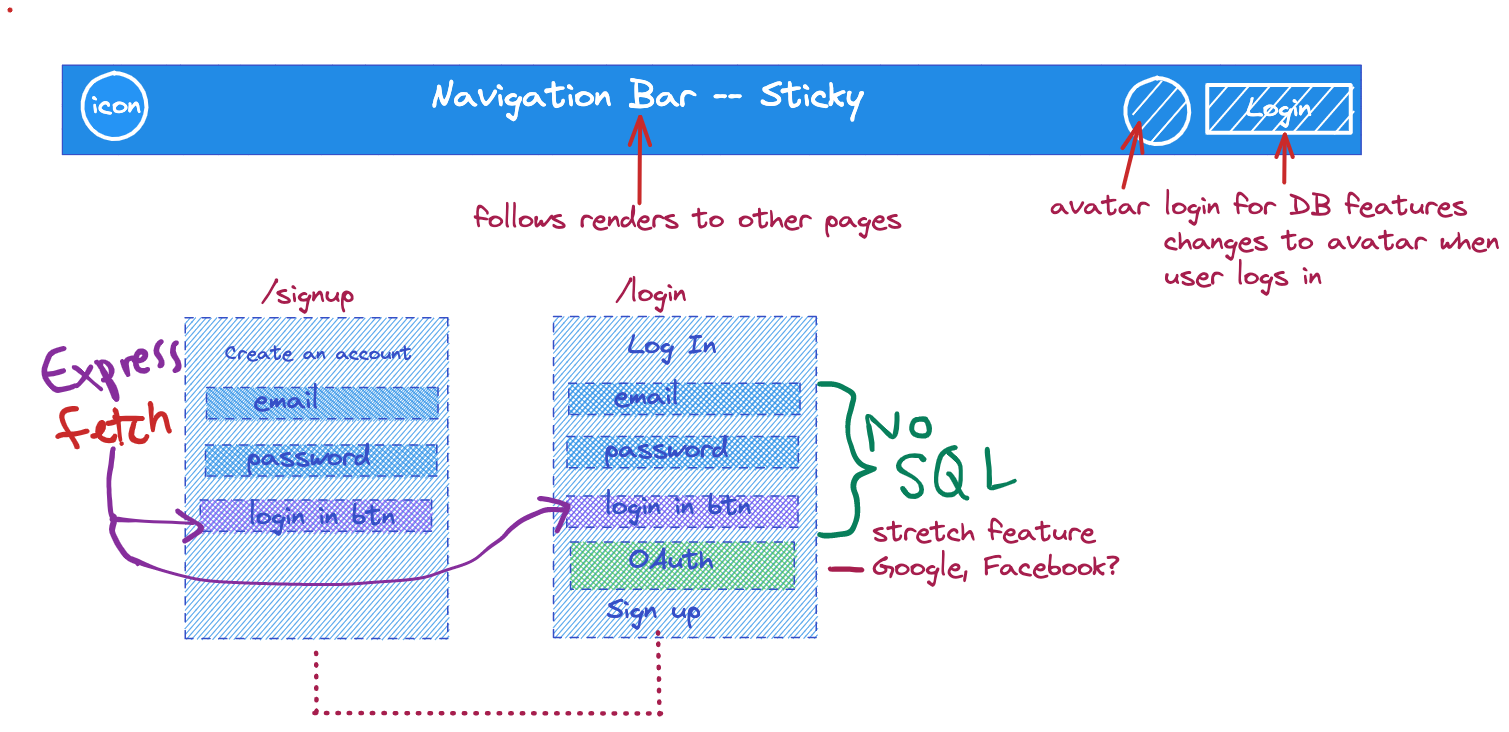 icon
Navigation Bar -- Sticky
Login
follows renders to other pages
avatar login for DB features
changes to avatar when
user logs in
/signup
Create an account
email
password
login in btn
Express
fetch
/login
Log In
email
password
login in btn
OAuth
Sign up
No
SQL
stretch feature
Google, Facebook?